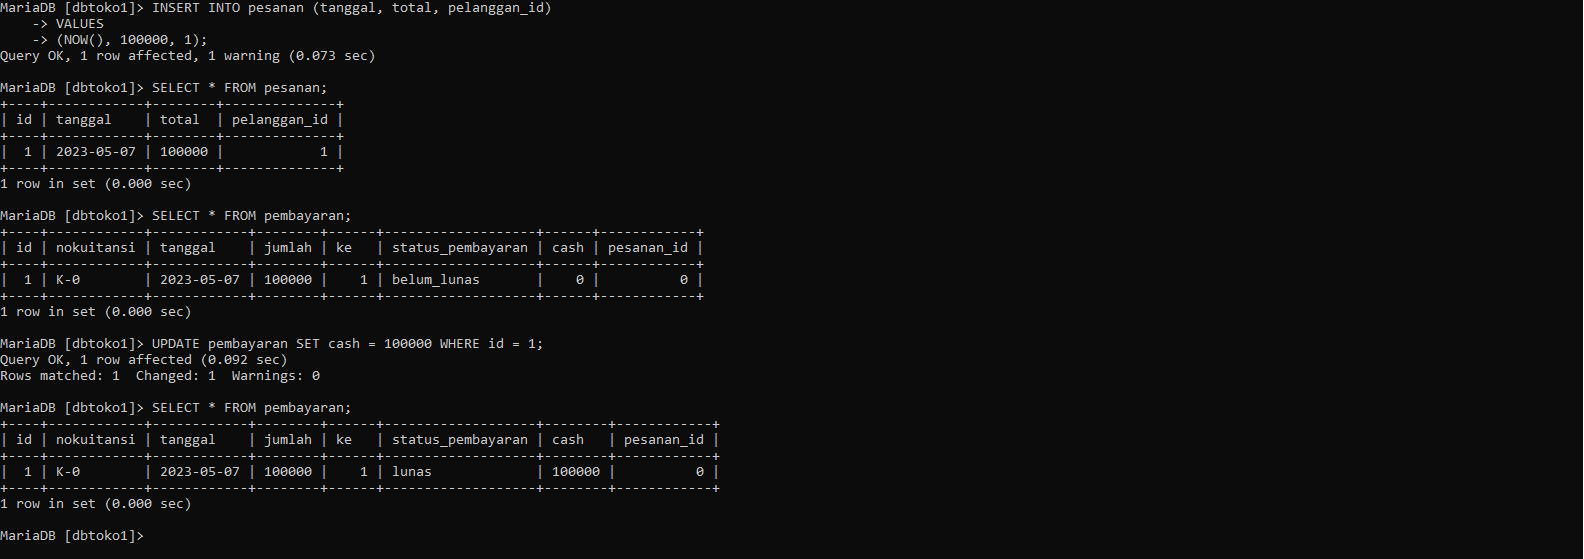 MariaDB [dbtoko1]> INSERT INTO pesanan (tanggal, total, pelanggan_id)
    -> VALUES
    -> (NOW(), 100000, 1);
Query OK, 1 row affected, 1 warning (0.073 sec)

MariaDB [dbtoko1]> SELECT * FROM pesanan;
+----+------------+--------+--------------+
| id | tanggal    | total  | pelanggan_id |
+----+------------+--------+--------------+
|  1 | 2023-05-07 | 100000 |            1 |
+----+------------+--------+--------------+
1 row in set (0.000 sec)

MariaDB [dbtoko1]> SELECT * FROM pembayaran;
+----+------------+------------+--------+------+-------------------+------+------------+
| id | nokuitansi | tanggal    | jumlah | ke   | status_pembayaran | cash | pesanan_id |
+----+------------+------------+--------+------+-------------------+------+------------+
|  1 | K-0        | 2023-05-07 | 100000 |    1 | belum_lunas       |    0 |          0 |
+----+------------+------------+--------+------+-------------------+------+------------+
1 row in set (0.000 sec)

MariaDB [dbtoko1]> UPDATE pembayaran SET cash = 100000 WHERE id = 1;
Query OK, 1 row affected (0.092 sec)
Rows matched: 1  Changed: 1  Warnings: 0

MariaDB [dbtoko1]> SELECT * FROM pembayaran;
+----+------------+------------+--------+------+-------------------+--------+------------+
| id | nokuitansi | tanggal    | jumlah | ke   | status_pembayaran | cash   | pesanan_id |
+----+------------+------------+--------+------+-------------------+--------+------------+
|  1 | K-0        | 2023-05-07 | 100000 |    1 | lunas             | 100000 |          0 |
+----+------------+------------+--------+------+-------------------+--------+------------+
1 row in set (0.000 sec)

MariaDB [dbtoko1]>